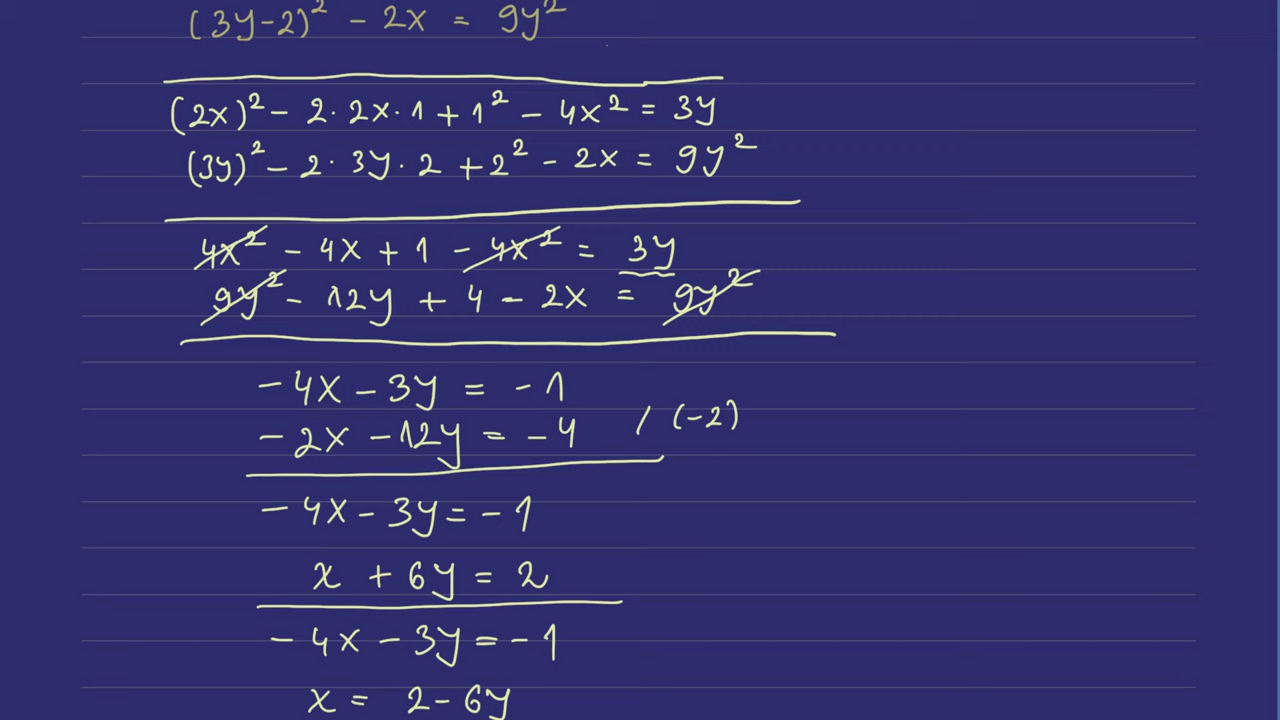 (3y-2)² - 2x = 9y²
(2x)² - 2·2x·1 + 1² - 4x² = 3y
(3y)² - 2·3y·2 + 2² - 2x = 9y²
4x² - 4x + 1 - 4x² = 3y
9y² - 12y + 4 - 2x = 9y²
-4x - 3y = -1
-2x - 12y = -4 / (-2)
-4x - 3y = -1
x + 6y = 2
-4x - 3y = -1
x = 2 - 6y